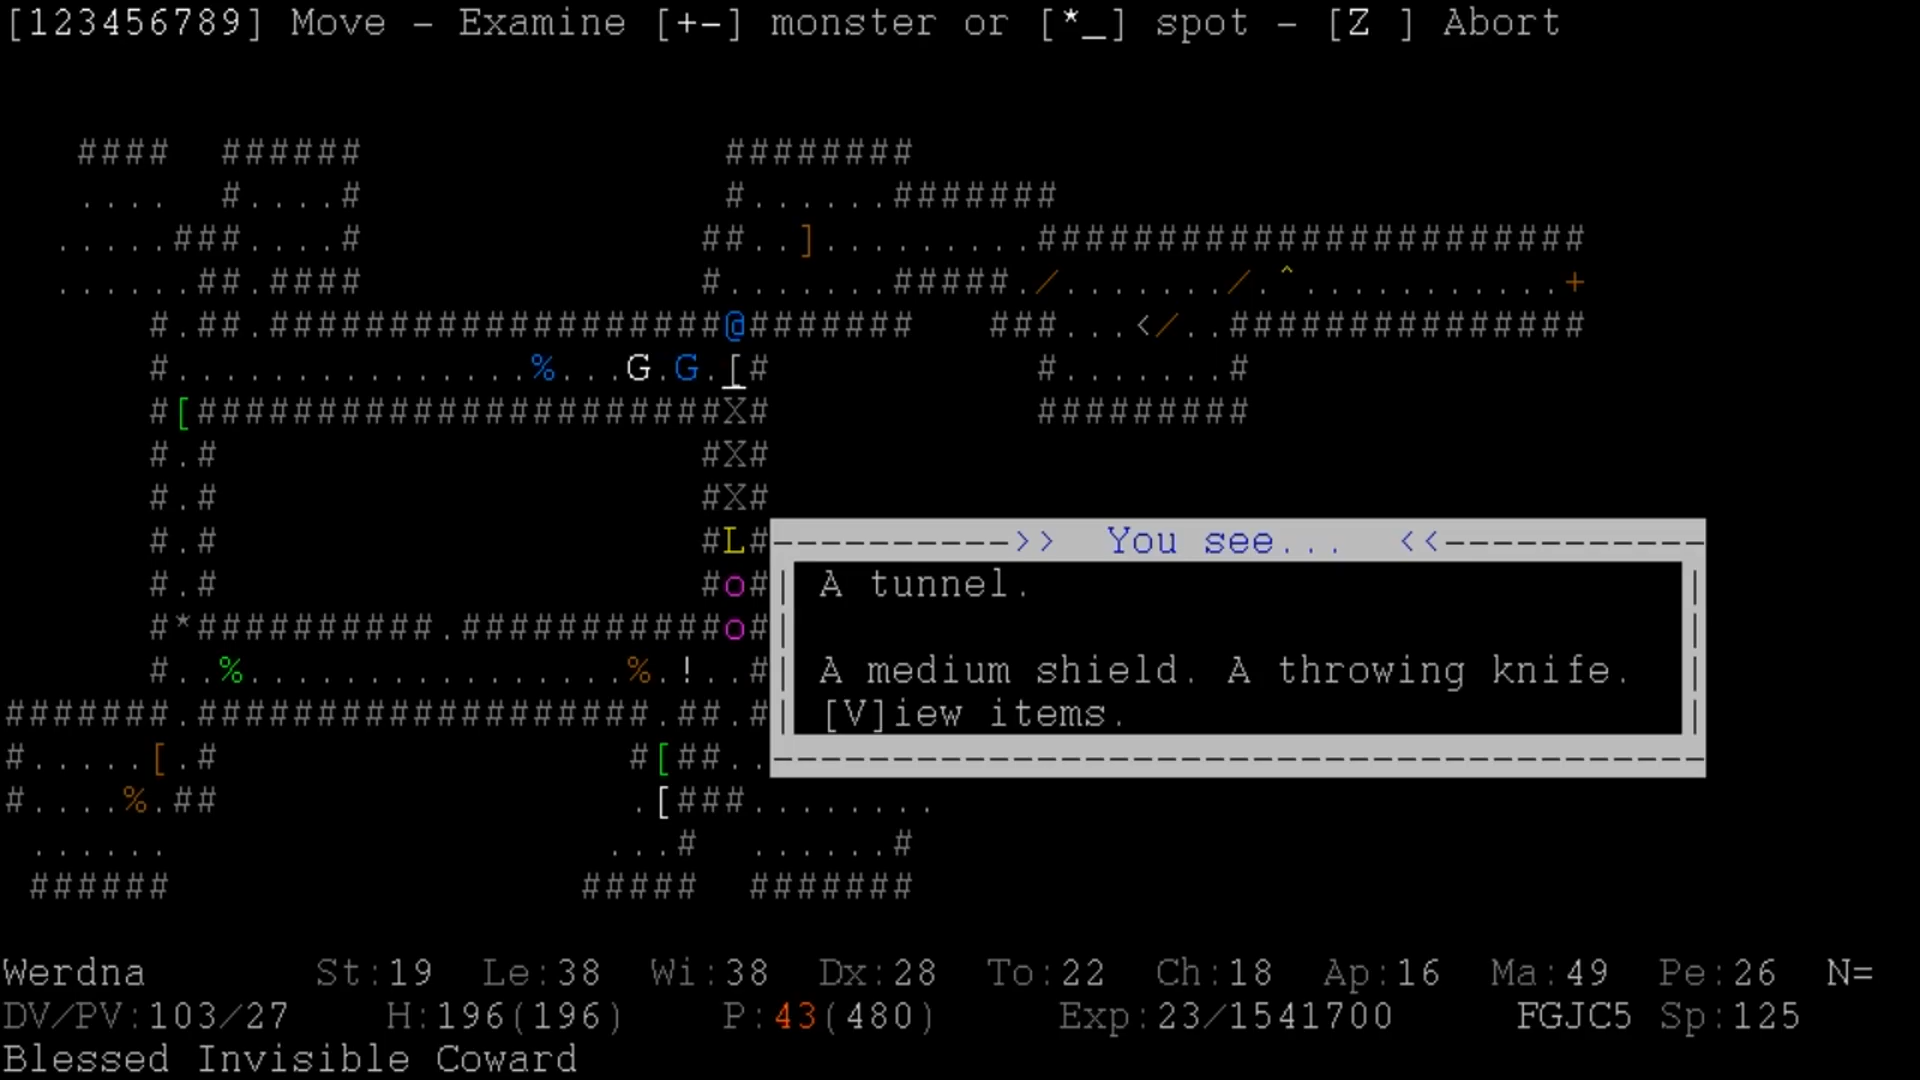 [123456789] Move - Examine [+-] monster or [*_] spot - [Z ] Abort
#### ###### ########
.... #....# #......#######
.....###....# ##..].........#######################
......##.#### #.......#####./......./.^...........+
#.##.###################@####### ###...</..###############
#..............%...G.G.[# #.......#
#[######################X# #########
#.# #X#
#.# #X#
#.# #L#----------->> You see... <<-----------
#.# #o#| A tunnel. |
#*##########.###########o#|
#..%................%.!..#| A medium shield. A throwing knife.
#######.###################.##.#| [V]iew items. |
#.....[.# #[##..-------------------------------------
#....%.## .[###........
...... ...# ......#
###### ##### #######
Werdna St:19 Le:38 Wi:38 Dx:28 To:22 Ch:18 Ap:16 Ma:49 Pe:26 N=
DV/PV:103/27 H:196(196) P:43(480) Exp:23/1541700 FGJC5 Sp:125
Blessed Invisible Coward